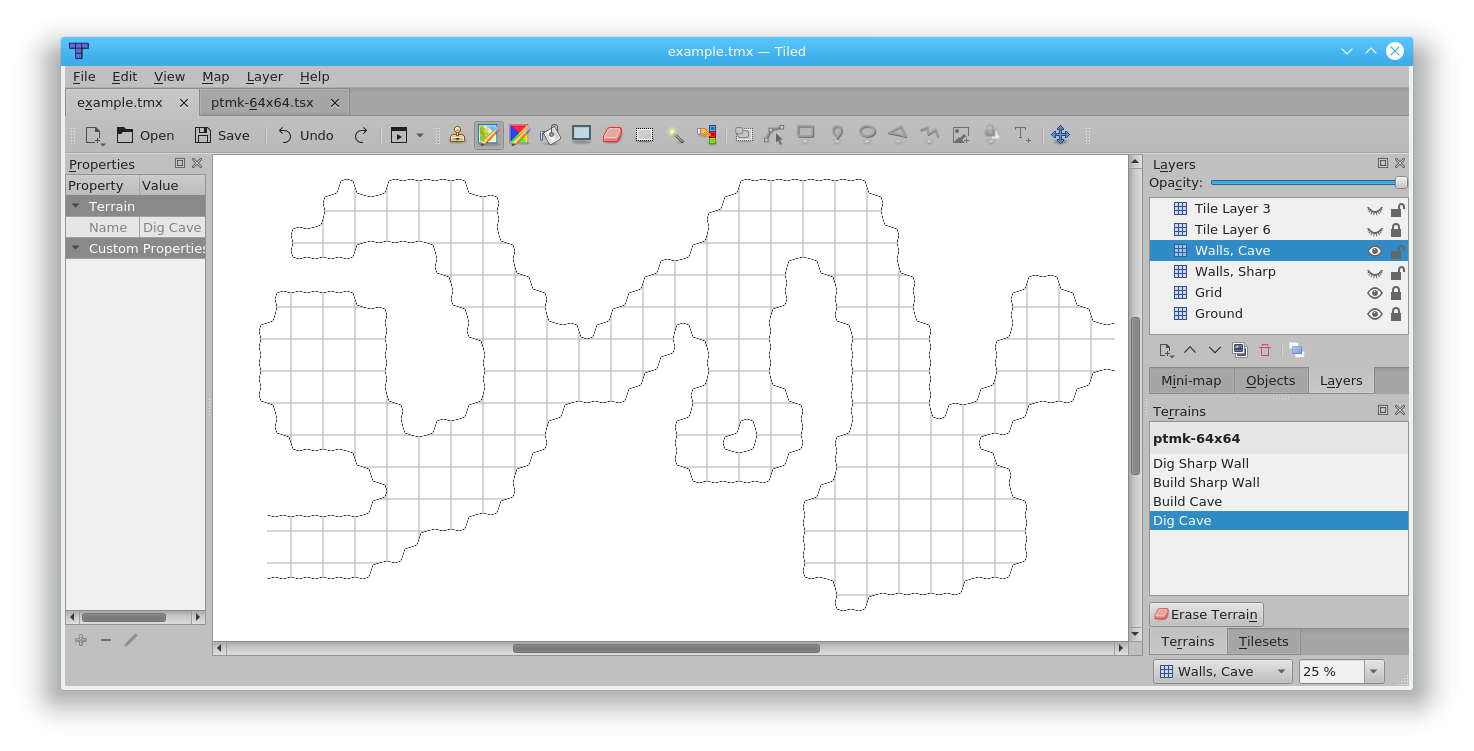 example.tmx — Tiled
File Edit View Map Layer Help
example.tmx ptmk-64x64.tsx
Open Save Undo
Properties
Property Value
Terrain
Name Dig Cave
Custom Properties
Layers
Opacity:
Tile Layer 3
Tile Layer 6
Walls, Cave
Walls, Sharp
Grid
Ground
Mini-map Objects Layers
Terrains
ptmk-64x64
Dig Sharp Wall
Build Sharp Wall
Build Cave
Dig Cave
Erase Terrain
Terrains Tilesets
Walls, Cave 25 %